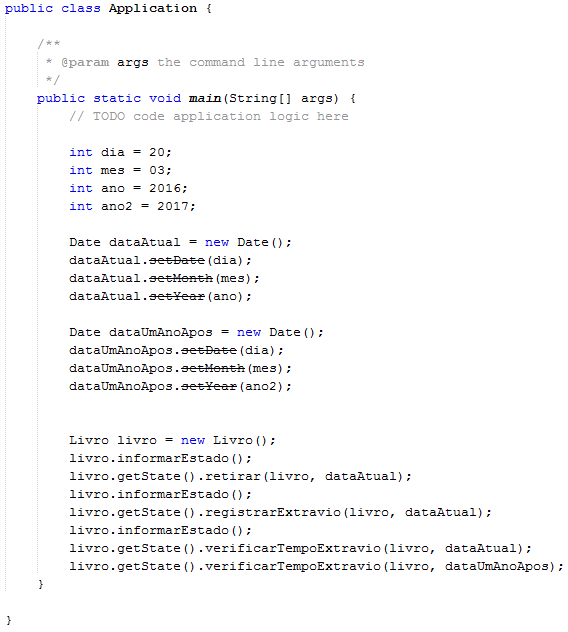 public class Application {
/**
* @param args the command line arguments
*/
public static void main(String[] args) {
// TODO code application logic here
int dia = 20;
int mes = 03;
int ano = 2016;
int ano2 = 2017;
Date dataAtual = new Date();
dataAtual.setDate(dia);
dataAtual.setMonth(mes);
dataAtual.setYear(ano);
Date dataUmAnoApos = new Date();
dataUmAnoApos.setDate(dia);
dataUmAnoApos.setMonth(mes);
dataUmAnoApos.setYear(ano2);
Livro livro = new Livro();
livro.informarEstado();
livro.getState().retirar(livro, dataAtual);
livro.informarEstado();
livro.getState().registrarExtravio(livro, dataAtual);
livro.informarEstado();
livro.getState().verificarTempoExtravio(livro, dataAtual);
livro.getState().verificarTempoExtravio(livro, dataUmAnoApos);
}
}